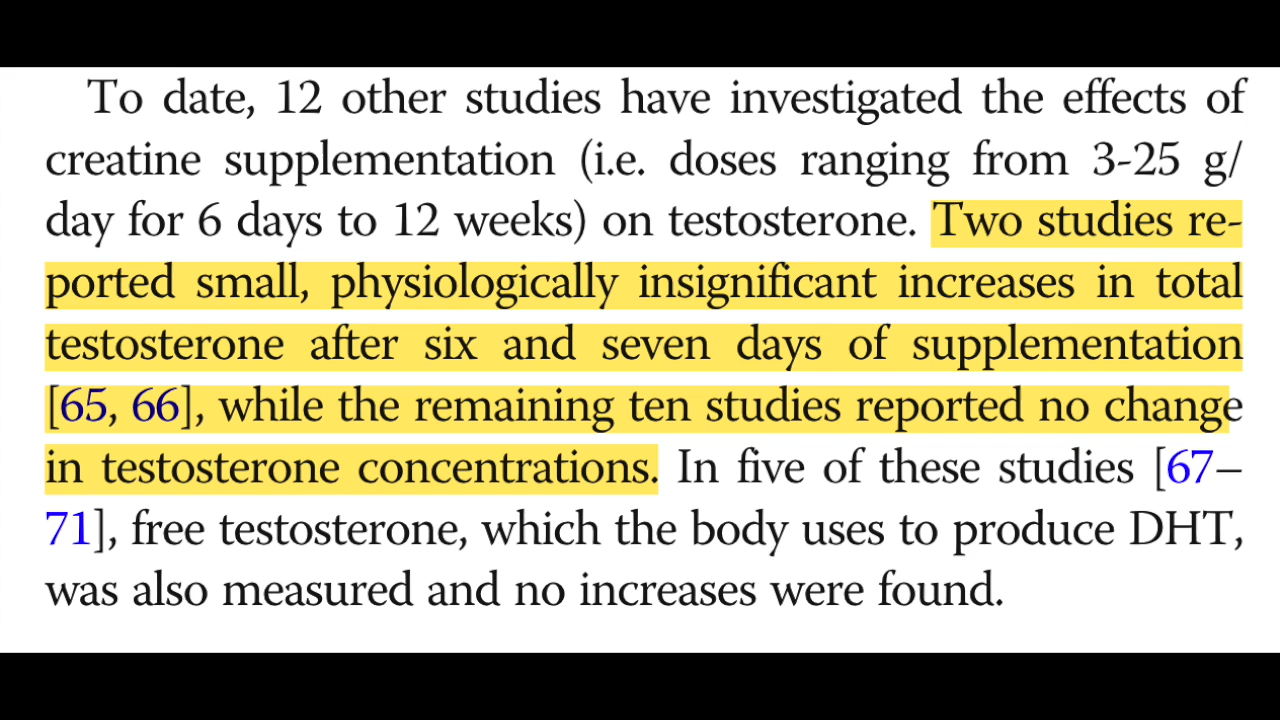 To date, 12 other studies have investigated the effects of
creatine supplementation (i.e. doses ranging from 3-25 g/
day for 6 days to 12 weeks) on testosterone. Two studies re-
ported small, physiologically insignificant increases in total
testosterone after six and seven days of supplementation
[65, 66], while the remaining ten studies reported no change
in testosterone concentrations. In five of these studies [67–
71], free testosterone, which the body uses to produce DHT,
was also measured and no increases were found.